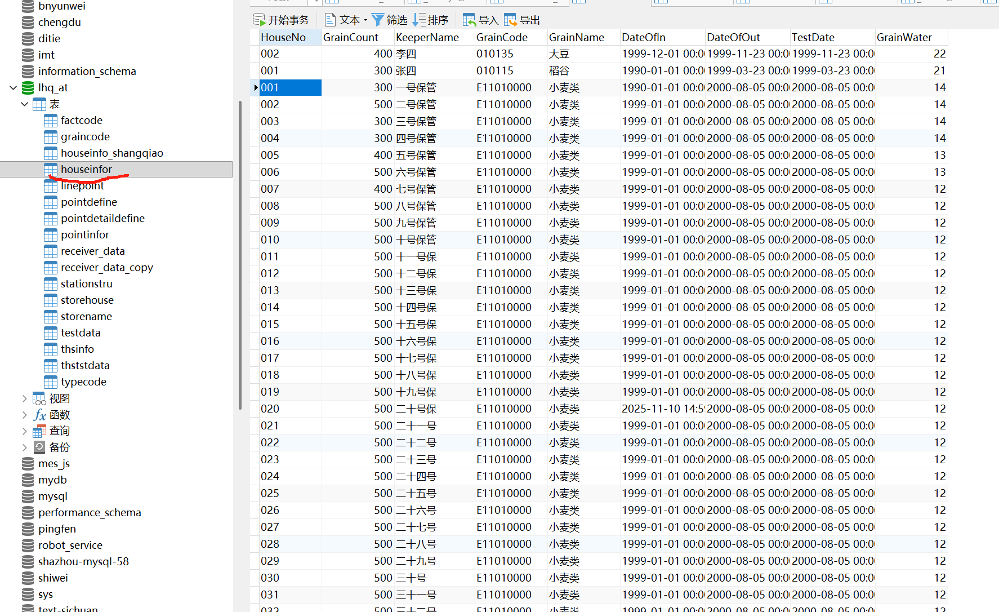 bnyunwei
chengdu
ditie
imt
information_schema
lhq_at
表
factcode
graincode
houseinfo_shangqiao
houseinfor
linepoint
pointdefine
pointdetaildefine
pointinfor
receiver_data
receiver_data_copy
stationstru
storehouse
storename
testdata
thsinfo
thststdata
typecode
视图
fx 函数
查询
备份
mes_js
mydb
mysql
performance_schema
pingfen
robot_service
shazhou-mysql-58
shiwei
sys
text-sichuan
开始事务 文本 筛选 排序 导入 导出
HouseNo GrainCount KeeperName GrainCode GrainName DateOfIn DateOfOut TestDate GrainWater
002 400 李四 010135 大豆 1999-12-01 00:0 1999-11-23 00:0 1999-11-23 00:0 22
001 300 张四 010115 稻谷 1990-01-01 00:0 1999-03-23 00:0 1999-03-23 00:0 21
001 300 一号保管 E11010000 小麦类 1990-01-01 00:0 2000-08-05 00:0 2000-08-05 00:0 14
002 500 二号保管 E11010000 小麦类 1999-01-01 00:0 2000-08-05 00:0 2000-08-05 00:0 14
003 300 三号保管 E11010000 小麦类 1999-01-01 00:0 2000-08-05 00:0 2000-08-05 00:0 14
004 300 四号保管 E11010000 小麦类 1999-01-01 00:0 2000-08-05 00:0 2000-08-05 00:0 14
005 400 五号保管 E11010000 小麦类 1999-01-01 00:0 2000-08-05 00:0 2000-08-05 00:0 13
006 500 六号保管 E11010000 小麦类 1999-01-01 00:0 2000-08-05 00:0 2000-08-05 00:0 13
007 400 七号保管 E11010000 小麦类 1999-01-01 00:0 2000-08-05 00:0 2000-08-05 00:0 12
008 500 八号保管 E11010000 小麦类 1999-01-01 00:0 2000-08-05 00:0 2000-08-05 00:0 12
009 500 九号保管 E11010000 小麦类 1999-01-01 00:0 2000-08-05 00:0 2000-08-05 00:0 12
010 500 十号保管 E11010000 小麦类 1999-01-01 00:0 2000-08-05 00:0 2000-08-05 00:0 12
011 500 十一号保 E11010000 小麦类 1999-01-01 00:0 2000-08-05 00:0 2000-08-05 00:0 12
012 500 十二号保 E11010000 小麦类 1999-01-01 00:0 2000-08-05 00:0 2000-08-05 00:0 12
013 500 十三号保 E11010000 小麦类 1999-01-01 00:0 2000-08-05 00:0 2000-08-05 00:0 12
014 500 十四号保 E11010000 小麦类 1999-01-01 00:0 2000-08-05 00:0 2000-08-05 00:0 12
015 500 十五号保 E11010000 小麦类 1999-01-01 00:0 2000-08-05 00:0 2000-08-05 00:0 12
016 500 十六号保 E11010000 小麦类 1999-01-01 00:0 2000-08-05 00:0 2000-08-05 00:0 12
017 500 十七号保 E11010000 小麦类 1999-01-01 00:0 2000-08-05 00:0 2000-08-05 00:0 12
018 500 十八号保 E11010000 小麦类 1999-01-01 00:0 2000-08-05 00:0 2000-08-05 00:0 12
019 500 十九号保 E11010000 小麦类 1999-01-01 00:0 2000-08-05 00:0 2000-08-05 00:0 12
020 500 二十号保 E11010000 小麦类 2025-11-10 14:5 2000-08-05 00:0 2000-08-05 00:0 12
021 500 二十一号 E11010000 小麦类 1999-01-01 00:0 2000-08-05 00:0 2000-08-05 00:0 12
022 500 二十二号 E11010000 小麦类 1999-01-01 00:0 2000-08-05 00:0 2000-08-05 00:0 12
023 500 二十三号 E11010000 小麦类 1999-01-01 00:0 2000-08-05 00:0 2000-08-05 00:0 12
024 500 二十四号 E11010000 小麦类 1999-01-01 00:0 2000-08-05 00:0 2000-08-05 00:0 12
025 500 二十五号 E11010000 小麦类 1999-01-01 00:0 2000-08-05 00:0 2000-08-05 00:0 12
026 500 二十六号 E11010000 小麦类 1999-01-01 00:0 2000-08-05 00:0 2000-08-05 00:0 12
027 500 二十七号 E11010000 小麦类 1999-01-01 00:0 2000-08-05 00:0 2000-08-05 00:0 12
028 500 二十八号 E11010000 小麦类 1999-01-01 00:0 2000-08-05 00:0 2000-08-05 00:0 12
029 500 二十九号 E11010000 小麦类 1999-01-01 00:0 2000-08-05 00:0 2000-08-05 00:0 12
030 500 三十号 E11010000 小麦类 1999-01-01 00:0 2000-08-05 00:0 2000-08-05 00:0 12
031 500 三十一号 E11010000 小麦类 1999-01-01 00:0 2000-08-05 00:0 2000-08-05 00:0 12
032 500 三十二号 E11010000 小麦类 1999-01-01 00:0 2000-08-05 00:0 2000-08-05 00:0 12